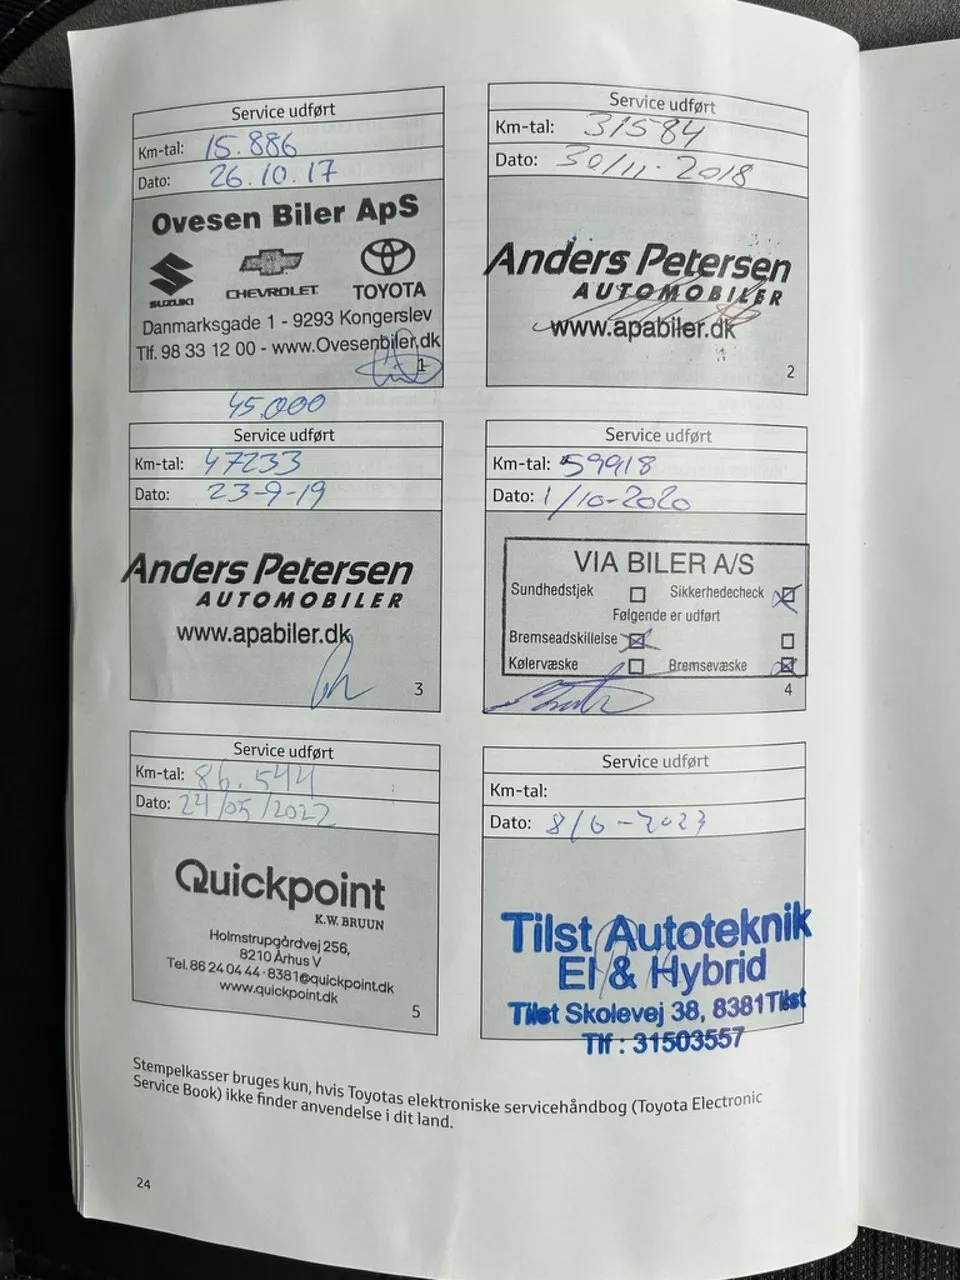 Service udført
Km-tal: 15.886
Dato: 26.10.17
Ovesen Biler ApS
SUZUKI CHEVROLET TOYOTA
Danmarksgade 1 - 9293 Kongerslev
Tlf. 98 33 12 00 - www.Ovesenbiler.dk
1
45.000
Service udført
Km-tal: 31584
Dato: 30/11-2018
Anders Petersen
AUTOMOBILER
www.apabiler.dk
2
Service udført
Km-tal: 47233
Dato: 23-9-19
Anders Petersen
AUTOMOBILER
www.apabiler.dk
3
Service udført
Km-tal: 59918
Dato: 1/10-2020
VIA BILER A/S
Sundhedstjek Sikkerhedecheck
Følgende er udført
Bremseadskillelse
Kølervæske Bremsevæske
4
Service udført
Km-tal: 86.544
Dato: 24/05/2022
Quickpoint
K.W. BRUUN
Holmstrupgårdvej 256,
8210 Århus V
Tel. 86 24 04 44 · 8381@quickpoint.dk
www.quickpoint.dk
5
Service udført
Km-tal:
Dato: 8/6-2023
Tilst Autoteknik
El & Hybrid
Tilst Skolevej 38, 8381 Tilst
Tlf : 31503557
Stempelkasser bruges kun, hvis Toyotas elektroniske servicehåndbog (Toyota Electronic
Service Book) ikke finder anvendelse i dit land.
24